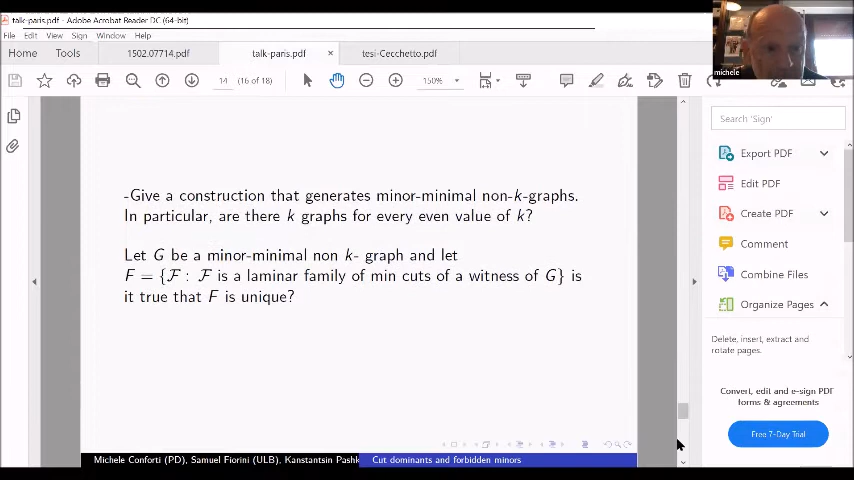 talk-paris.pdf - Adobe Acrobat Reader DC (64-bit)
File Edit View Sign Window Help
Home Tools 1502.07714.pdf talk-paris.pdf × tesi-Cecchetto.pdf
14 (16 of 18) 150%
michele
-Give a construction that generates minor-minimal non-k-graphs.
In particular, are there k graphs for every even value of k?
Let G be a minor-minimal non k- graph and let
F = {ℱ : ℱ is a laminar family of min cuts of a witness of G} is
it true that F is unique?
Michele Conforti (PD), Samuel Fiorini (ULB), Kanstantsin Pashk
Cut dominants and forbidden minors
Search 'Sign'
Export PDF
Edit PDF
Create PDF
Comment
Combine Files
Organize Pages
Delete, insert, extract and
rotate pages.
Convert, edit and e-sign PDF
forms & agreements
Free 7-Day Trial